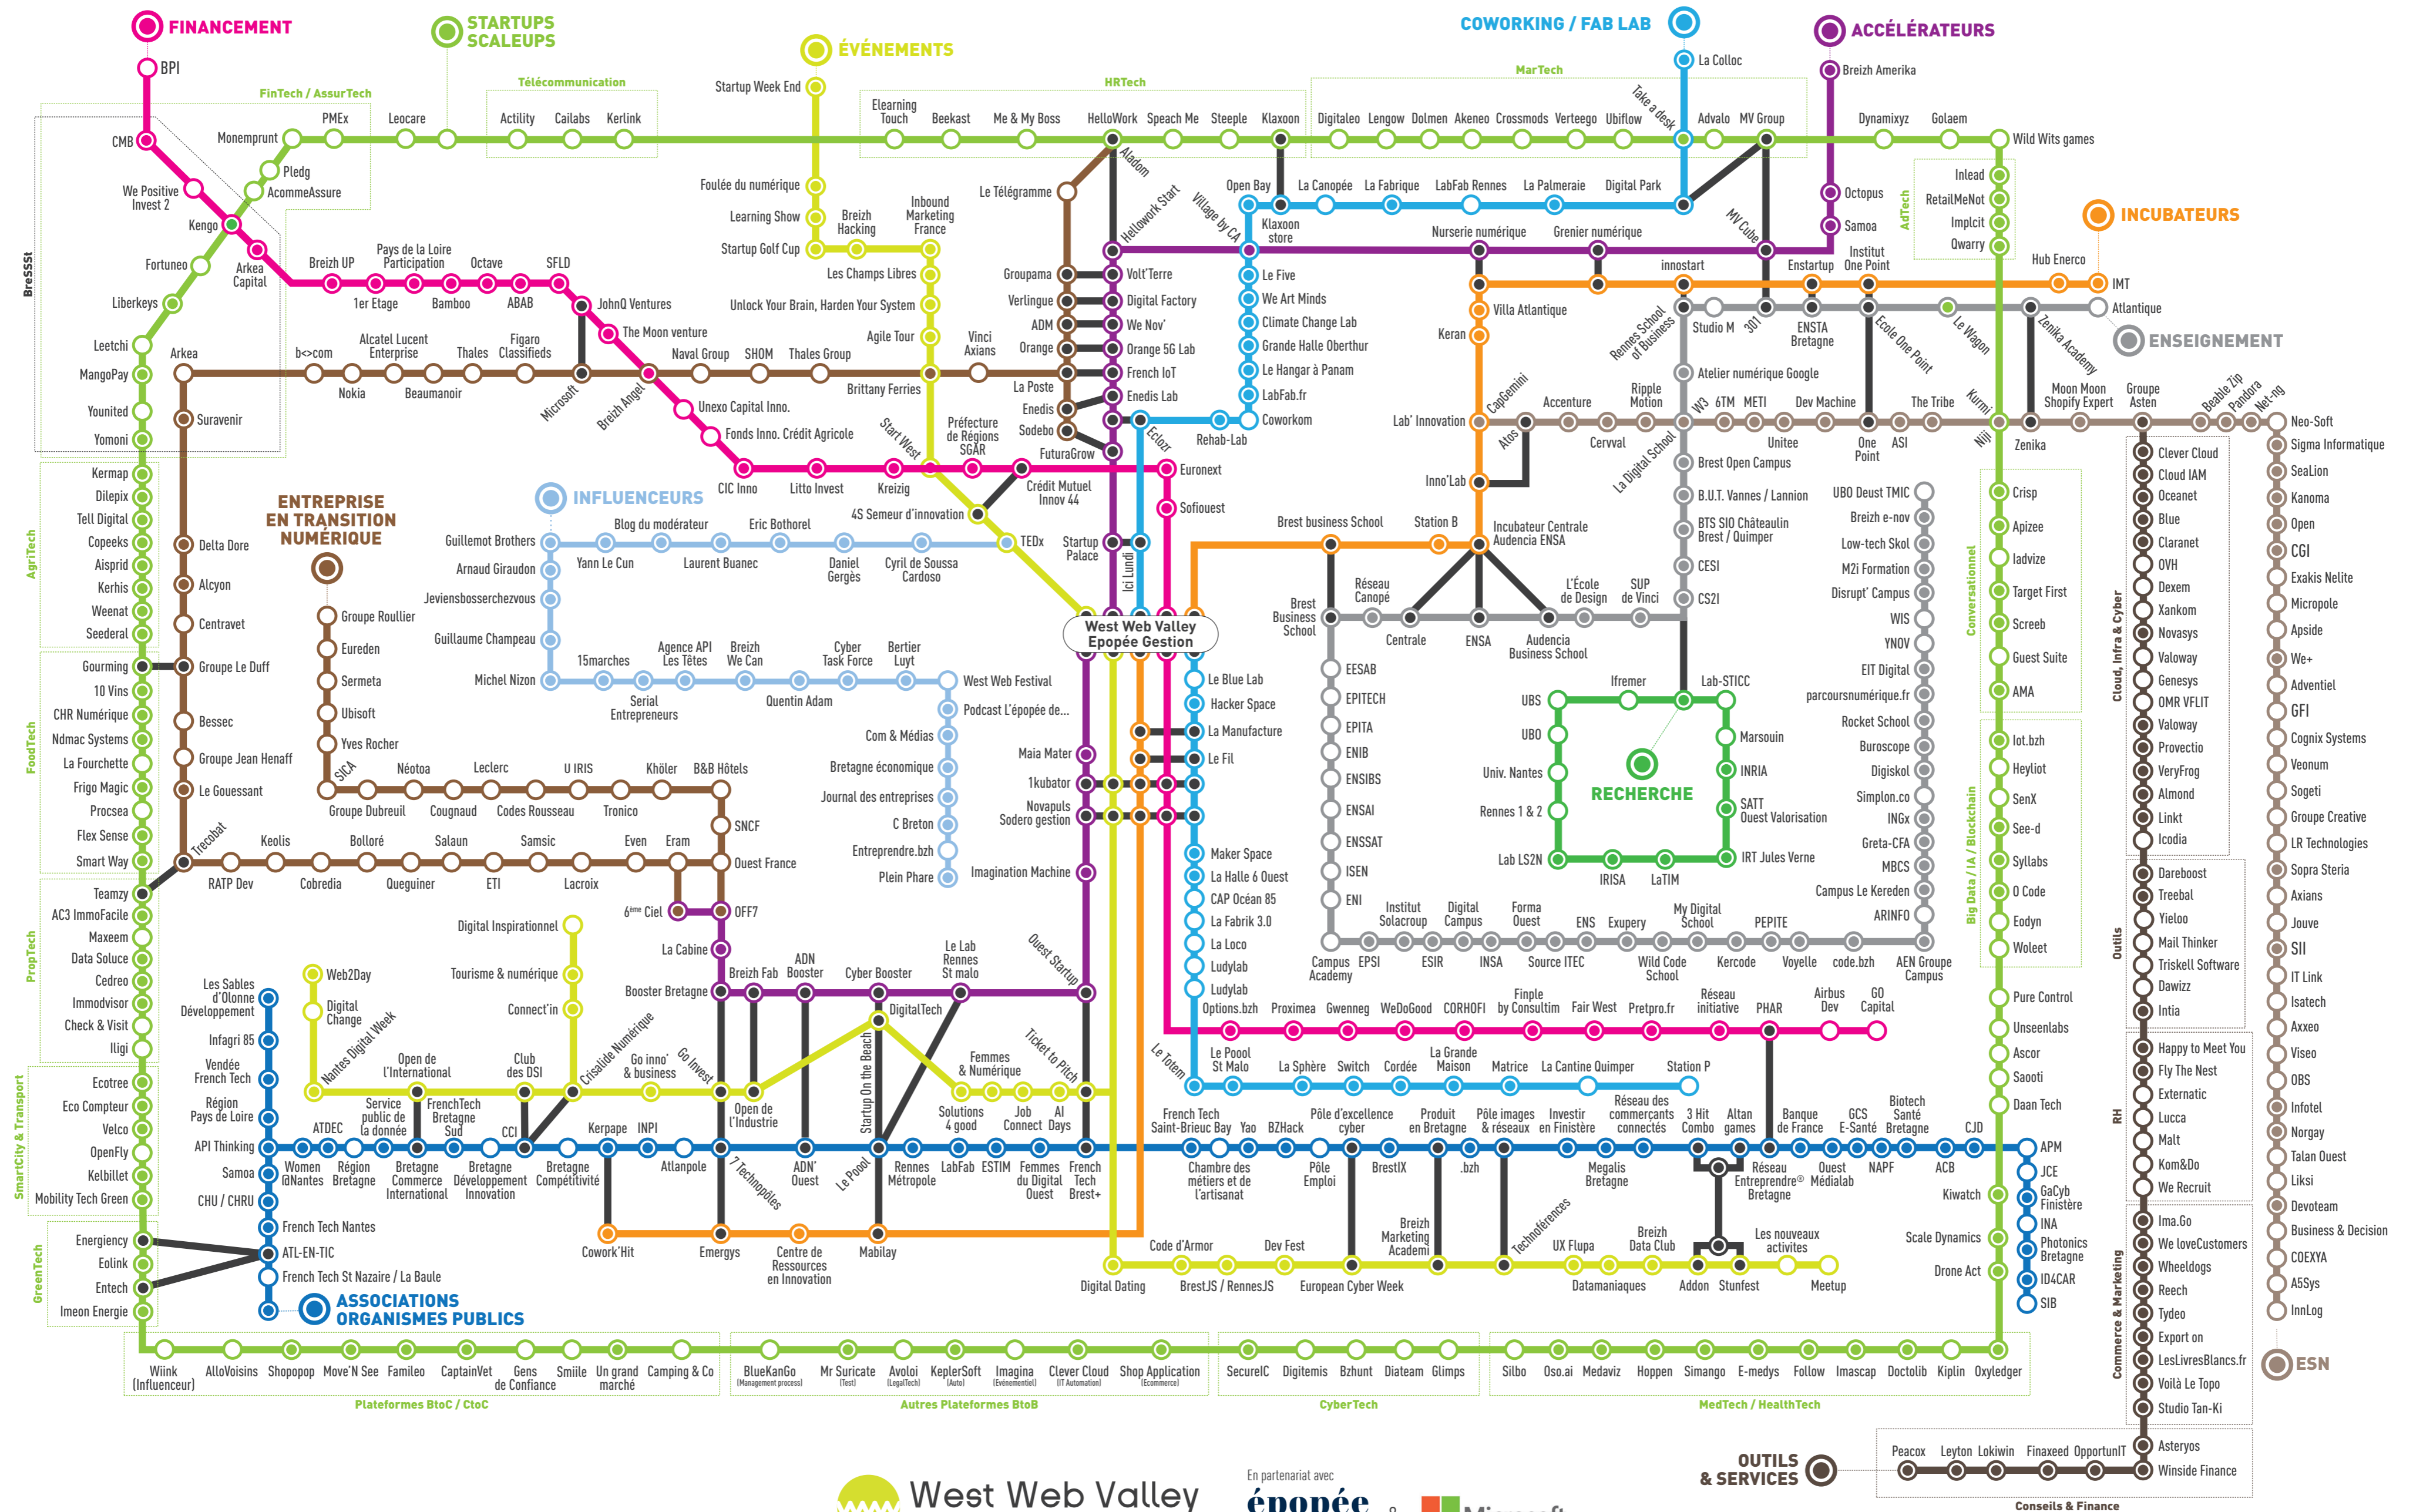 FINANCEMENT
STARTUPS
SCALEUPS
ÉVÉNEMENTS
COWORKING / FAB LAB
ACCÉLÉRATEURS
BPI
La Colloc
Breizh Amerika
FinTech / AssurTech
Télécommunication
Startup Week End
HRTech
MarTech
CMB
Monemprunt
PMEx
Leocare
Actility
Cailabs
Kerlink
Elearning
Touch
Beekast
Me & My Boss
HelloWork
Speach Me
Steeple
Klaxoon
Digitaleo
Lengow
Dolmen
Akeneo
Crossmods
Verteego
Ubiflow
Take a desk
Advalo
MV Group
Dynamixyz
Golaem
Wild Wits games
Pledg
AcommeAssure
We Positive
Invest 2
Kengo
Arkea
Capital
Fortuneo
Liberkeys
Leetchi
MangoPay
Younited
Yomoni
BreSSSt
Foulée du numérique
Learning Show
Startup Golf Cup
Breizh
Hacking
Inbound
Marketing
France
Le Télégramme
Aladom
Hellowork Start
Village by CA
Open Bay
Klaxoon
store
La Canopée
La Fabrique
LabFab Rennes
La Palmeraie
Digital Park
MV Cube
Octopus
Samoa
AdTech
Inlead
RetailMeNot
Implcit
Qwarry
INCUBATEURS
Breizh UP
1er Etage
Pays de la Loire
Participation
Bamboo
Octave
ABAB
SFLD
JohnQ Ventures
The Moon venture
Les Champs Libres
Unlock Your Brain, Harden Your System
Agile Tour
Groupama
Verlingue
ADM
Orange
La Poste
Enedis
Sodebo
Volt'Terre
Digital Factory
We Nov'
Orange 5G Lab
French IoT
Enedis Lab
FuturaGrow
Eclozr
Le Five
We Art Minds
Climate Change Lab
Grande Halle Oberthur
Le Hangar à Panam
LabFab.fr
Coworkom
Rehab-Lab
Nurserie numérique
Grenier numérique
innostart
Enstartup
Institut
One Point
Hub Enerco
IMT
Atlantique
Villa Atlantique
Keran
Rennes School
of Business
Studio M
301
ENSTA
Bretagne
Ecole One Point
Le Wagon
Zenika Academy
ENSEIGNEMENT
Arkea
Suravenir
b<>com
Nokia
Alcatel Lucent
Enterprise
Beaumanoir
Thales
Figaro
Classifieds
Microsoft
Breizh Angel
Naval Group
SHOM
Thales Group
Brittany Ferries
Vinci
Axians
Unexo Capital Inno.
Fonds Inno. Crédit Agricole
CIC Inno
Litto Invest
Kreizig
Start West
Préfecture
de Régions
SGAR
Crédit Mutuel
Innov 44
4S Semeur d'innovation
Euronext
Sofiouest
Lab' Innovation
CapGemini
Atos
Accenture
Cervval
Ripple
Motion
W3
6TM
METI
Unitee
Dev Machine
One
Point
ASI
The Tribe
Kurmi
Niji
Zenika
Moon Moon
Shopify Expert
Groupe
Asten
Beable Zip
Pandora
Net-ng
Neo-Soft
Atelier numérique Google
La Digital School
Brest Open Campus
B.U.T. Vannes / Lannion
BTS SIO Châteaulin
Brest / Quimper
CESI
CS2I
Inno'Lab
AgriTech
Kermap
Dilepix
Tell Digital
Copeeks
Aisprid
Kerhis
Weenat
Seederal
FoodTech
Gourming
10 Vins
CHR Numérique
Ndmac Systems
La Fourchette
Frigo Magic
Procsea
Flex Sense
Smart Way
PropTech
Teamzy
AC3 ImmoFacile
Maxeem
Data Soluce
Cedreo
Immodvisor
Check & Visit
Iligi
SmartCity & Transport
Ecotree
Eco Compteur
Velco
OpenFly
Kelbillet
Mobility Tech Green
GreenTech
Energiency
Eolink
Entech
Imeon Energie
Delta Dore
Alcyon
Centravet
Groupe Le Duff
Bessec
Groupe Jean Henaff
Le Gouessant
Trecobat
ENTREPRISE
EN TRANSITION
NUMÉRIQUE
Groupe Roullier
Eureden
Sermeta
Ubisoft
Yves Rocher
SICA
Groupe Dubreuil
Néotoa
Cougnaud
Leclerc
Codes Rousseau
U IRIS
Tronico
Khöler
B&B Hôtels
SNCF
Ouest France
RATP Dev
Keolis
Cobredia
Bolloré
Queguiner
Salaun
ETI
Samsic
Lacroix
Even
Eram
6ème Ciel
OFF7
INFLUENCEURS
Guillemot Brothers
Yann Le Cun
Blog du modérateur
Laurent Buanec
Eric Bothorel
Daniel
Gergès
Cyril de Soussa
Cardoso
TEDx
Arnaud Giraudon
Jeviensbosserchezvous
Guillaume Champeau
Michel Nizon
15marches
Serial
Entrepreneurs
Agence API
Les Têtes
Breizh
We Can
Quentin Adam
Cyber
Task Force
Bertier
Luyt
West Web Festival
Podcast L'épopée de...
Com & Médias
Bretagne économique
Journal des entreprises
C Breton
Entreprendre.bzh
Plein Phare
Startup
Palace
Ici Lundi
West Web Valley
Epopée Gestion
Maia Mater
1kubator
Novapuls
Sodero gestion
Imagination Machine
Ouest Startup
Le Blue Lab
Hacker Space
La Manufacture
Le Fil
Maker Space
La Halle 6 Ouest
CAP Océan 85
La Fabrik 3.0
La Loco
Ludylab
Ludylab
Brest business School
Station B
Incubateur Centrale
Audencia ENSA
Brest
Business
School
Réseau
Canopé
Centrale
ENSA
Audencia
Business School
L'École
de Design
SUP
de Vinci
EESAB
EPITECH
EPITA
ENIB
ENSIBS
ENSAI
ENSSAT
ISEN
ENI
Campus
Academy
EPSI
Institut
Solacroup
ESIR
Digital
Campus
INSA
Forma
Ouest
Source ITEC
ENS
Exupery
Wild Code
School
My Digital
School
Kercode
PEPITE
Voyelle
code.bzh
AEN Groupe
Campus
UBO Deust TMIC
Breizh e-nov
Low-tech Skol
M2i Formation
Disrupt' Campus
WIS
YNOV
EIT Digital
parcoursnumérique.fr
Rocket School
Buroscope
Digiskol
Simplon.co
INGx
Greta-CFA
MBCS
Campus Le Kereden
ARINFO
UBS
Ifremer
Lab-STICC
UBO
Marsouin
Univ. Nantes
INRIA
RECHERCHE
Rennes 1 & 2
SATT
Ouest Valorisation
Lab LS2N
IRISA
LaTIM
IRT Jules Verne
Conversationnel
Crisp
Apizee
Iadvize
Target First
Screeb
Guest Suite
AMA
Big Data / IA / Blockchain
Iot.bzh
Heyliot
SenX
See-d
Syllabs
O Code
Eodyn
Woleet
Pure Control
Unseenlabs
Ascor
Saooti
Daan Tech
Kiwatch
Scale Dynamics
Drone Act
Cloud, Infra & Cyber
Clever Cloud
Cloud IAM
Oceanet
Blue
Claranet
OVH
Dexem
Xankom
Novasys
Valoway
Genesys
OMR VFLIT
Valoway
Provectio
VeryFrog
Almond
Linkt
Icodia
Outils
Dareboost
Treebal
Yieloo
Mail Thinker
Triskell Software
Dawizz
Intia
RH
Happy to Meet You
Fly The Nest
Externatic
Lucca
Malt
Kom&Do
We Recruit
Commerce & Marketing
Ima.Go
We loveCustomers
Wheeldogs
Reech
Tydeo
Export on
LesLivresBlancs.fr
Voilà Le Topo
Studio Tan-Ki
Asteryos
Winside Finance
Sigma Informatique
SeaLion
Kanoma
Open
CGI
Exakis Nelite
Micropole
Apside
We+
Adventiel
GFI
Cognix Systems
Veonum
Sogeti
Groupe Creative
LR Technologies
Sopra Steria
Axians
Jouve
SII
IT Link
Isatech
Axxeo
Viseo
OBS
Infotel
Norgay
Talan Ouest
Liksi
Devoteam
Business & Decision
COEXYA
A5Sys
InnLog
ESN
Digital Inspirationnel
Tourisme & numérique
Connect'in
Web2Day
Digital
Change
Nantes Digital Week
Open de
l'International
Club
des DSI
Crisalide Numérique
Go inno'
& business
Go Invest
Open de
l'Industrie
DigitalTech
Startup On the Beach
Solutions
4 good
Femmes
& Numérique
Job
Connect
AI
Days
Ticket to Pitch
La Cabine
Booster Bretagne
Breizh Fab
ADN
Booster
Cyber Booster
Le Lab
Rennes
St malo
Les Sables
d'Olonne
Développement
Infagri 85
Vendée
French Tech
Région
Pays de Loire
API Thinking
Samoa
CHU / CHRU
French Tech Nantes
ATL-EN-TIC
French Tech St Nazaire / La Baule
ASSOCIATIONS
ORGANISMES PUBLICS
Women
@Nantes
ATDEC
Région
Bretagne
Service
public de
la donnée
Bretagne
Commerce
International
FrenchTech
Bretagne
Sud
Bretagne
Développement
Innovation
CCI
Bretagne
Compétitivité
Kerpape
INPI
Atlanpole
7 Technopôles
ADN'
Ouest
Le Poool
Rennes
Métropole
LabFab
ESTIM
Femmes
du Digital
Ouest
French
Tech
Brest+
Cowork'Hit
Emergys
Centre de
Ressources
en Innovation
Mabilay
Options.bzh
Proximea
Gwenneg
WeDoGood
CORHOFI
Finple
by Consultim
Fair West
Pretpro.fr
Réseau
initiative
PHAR
Airbus
Dev
GO
Capital
Le Totem
Le Poool
St Malo
La Sphère
Switch
Cordée
La Grande
Maison
Matrice
La Cantine Quimper
Station P
French Tech
Saint-Brieuc Bay
Chambre des
métiers et de
l'artisanat
Yao
BZHack
Pôle
Emploi
Pôle d'excellence
cyber
BrestIX
Produit
en Bretagne
.bzh
Pôle images
& réseaux
Investir
en Finistère
Megalis
Bretagne
Réseau des
commerçants
connectés
3 Hit
Combo
Altan
games
Réseau
Entreprendre®
Bretagne
Banque
de France
Ouest
Médialab
GCS
E-Santé
NAPF
Biotech
Santé
Bretagne
ACB
CJD
APM
JCE
GaCyb
Finistère
INA
Photonics
Bretagne
ID4CAR
SIB
Digital Dating
Code d'Armor
BrestJS / RennesJS
Dev Fest
European Cyber Week
Breizh
Marketing
Academi
Technoférences
UX Flupa
Datamaniaques
Breizh
Data Club
Addon
Stunfest
Les nouveaux
activites
Meetup
Wiink
(Influenceur)
AlloVoisins
Shopopop
Move'N See
Famileo
CaptainVet
Gens
de Confiance
Smiile
Un grand
marché
Camping & Co
BlueKanGo
(Management process)
Mr Suricate
(Test)
Avoloi
(LegalTech)
KeplerSoft
(Auto)
Imagina
(Evénementiel)
Clever Cloud
(IT Automation)
Shop Application
(Ecommerce)
SecureIC
Digitemis
Bzhunt
Diateam
Glimps
Silbo
Oso.ai
Medaviz
Hoppen
Simango
E-medys
Follow
Imascap
Doctolib
Kiplin
Oxyledger
Plateformes BtoC / CtoC
Autres Plateformes BtoB
CyberTech
MedTech / HealthTech
OUTILS
& SERVICES
Peacox
Leyton
Lokiwin
Finaxeed
OpportunIT
Conseils & Finance
West Web Valley
En partenariat avec
épopée
&
Microsoft